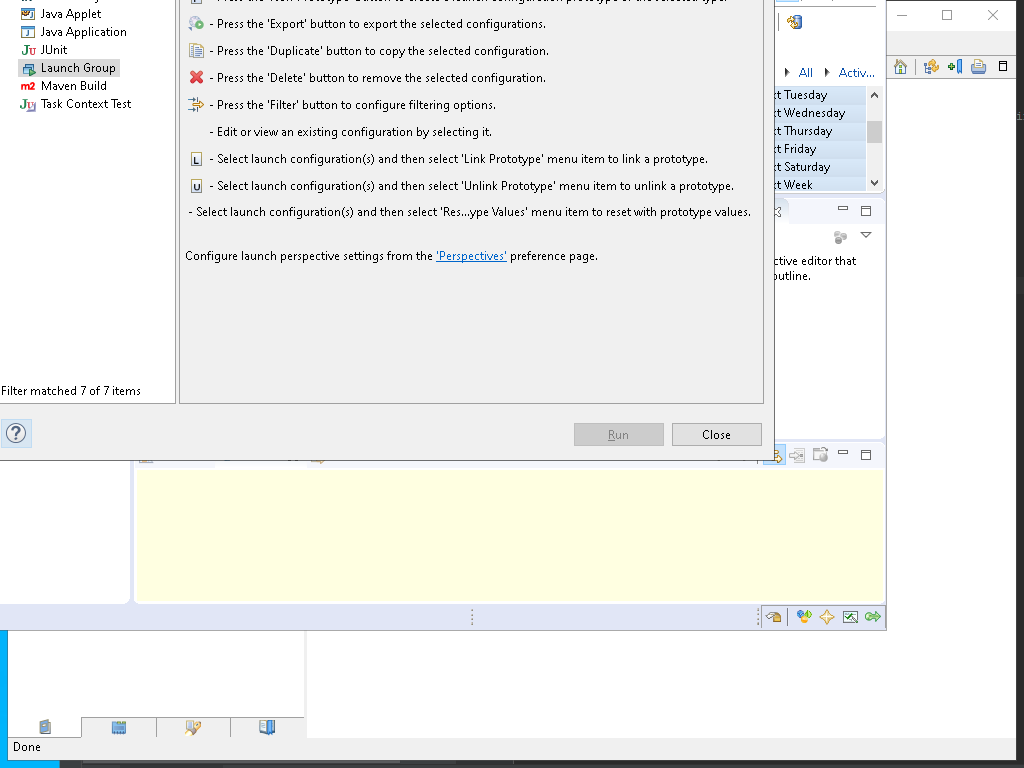 Java Applet
Java Application
JUnit
Launch Group
Maven Build
Task Context Test
Filter matched 7 of 7 items
- Press the 'Export' button to export the selected configurations.
- Press the 'Duplicate' button to copy the selected configuration.
- Press the 'Delete' button to remove the selected configuration.
- Press the 'Filter' button to configure filtering options.
- Edit or view an existing configuration by selecting it.
- Select launch configuration(s) and then select 'Link Prototype' menu item to link a prototype.
- Select launch configuration(s) and then select 'Unlink Prototype' menu item to unlink a prototype.
- Select launch configuration(s) and then select 'Res...ype Values' menu item to reset with prototype values.
Configure launch perspective settings from the 'Perspectives' preference page.
Run
Close
All
Activ...
xt Tuesday
xt Wednesday
xt Thursday
xt Friday
xt Saturday
xt Week
ctive editor that
outline.
Done